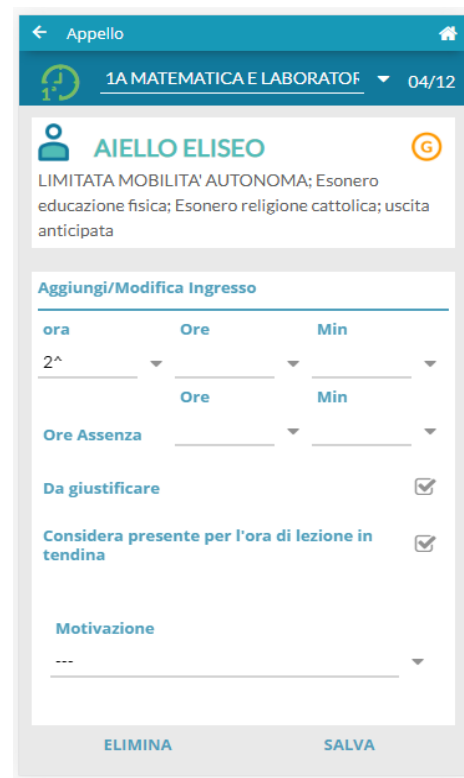 Appello
1^
1A MATEMATICA E LABORATOR
04/12
AIELLO ELISEO
G
LIMITATA MOBILITA' AUTONOMA; Esonero
educazione fisica; Esonero religione cattolica; uscita
anticipata
Aggiungi/Modifica Ingresso
ora Ore Min
2^
Ore Min
Ore Assenza
Da giustificare
Considera presente per l'ora di lezione in
tendina
Motivazione
---
ELIMINA SALVA